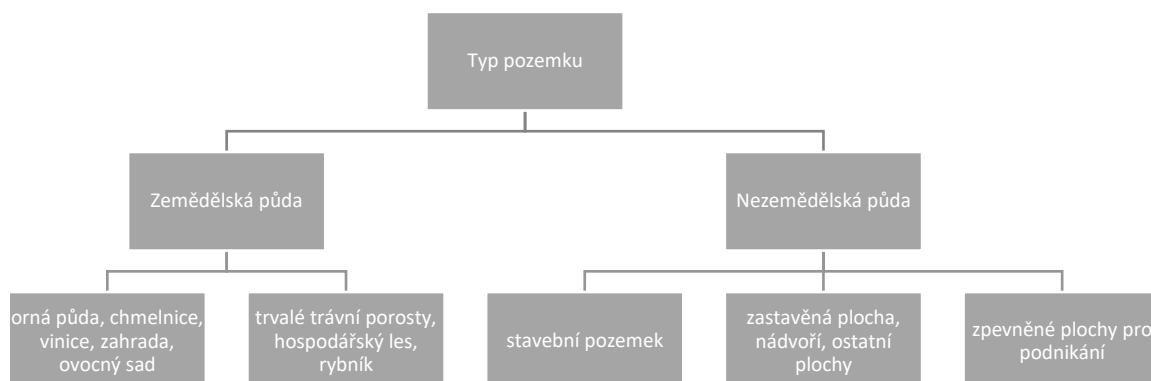 Typ pozemku
Zemědělská půda
Nezemědělská půda
orná půda, chmelnice,
vinice, zahrada,
ovocný sad
trvalé trávní porosty,
hospodářský les,
rybník
stavební pozemek
zastavěná plocha,
nádvoří, ostatní
plochy
zpevněné plochy pro
podnikání